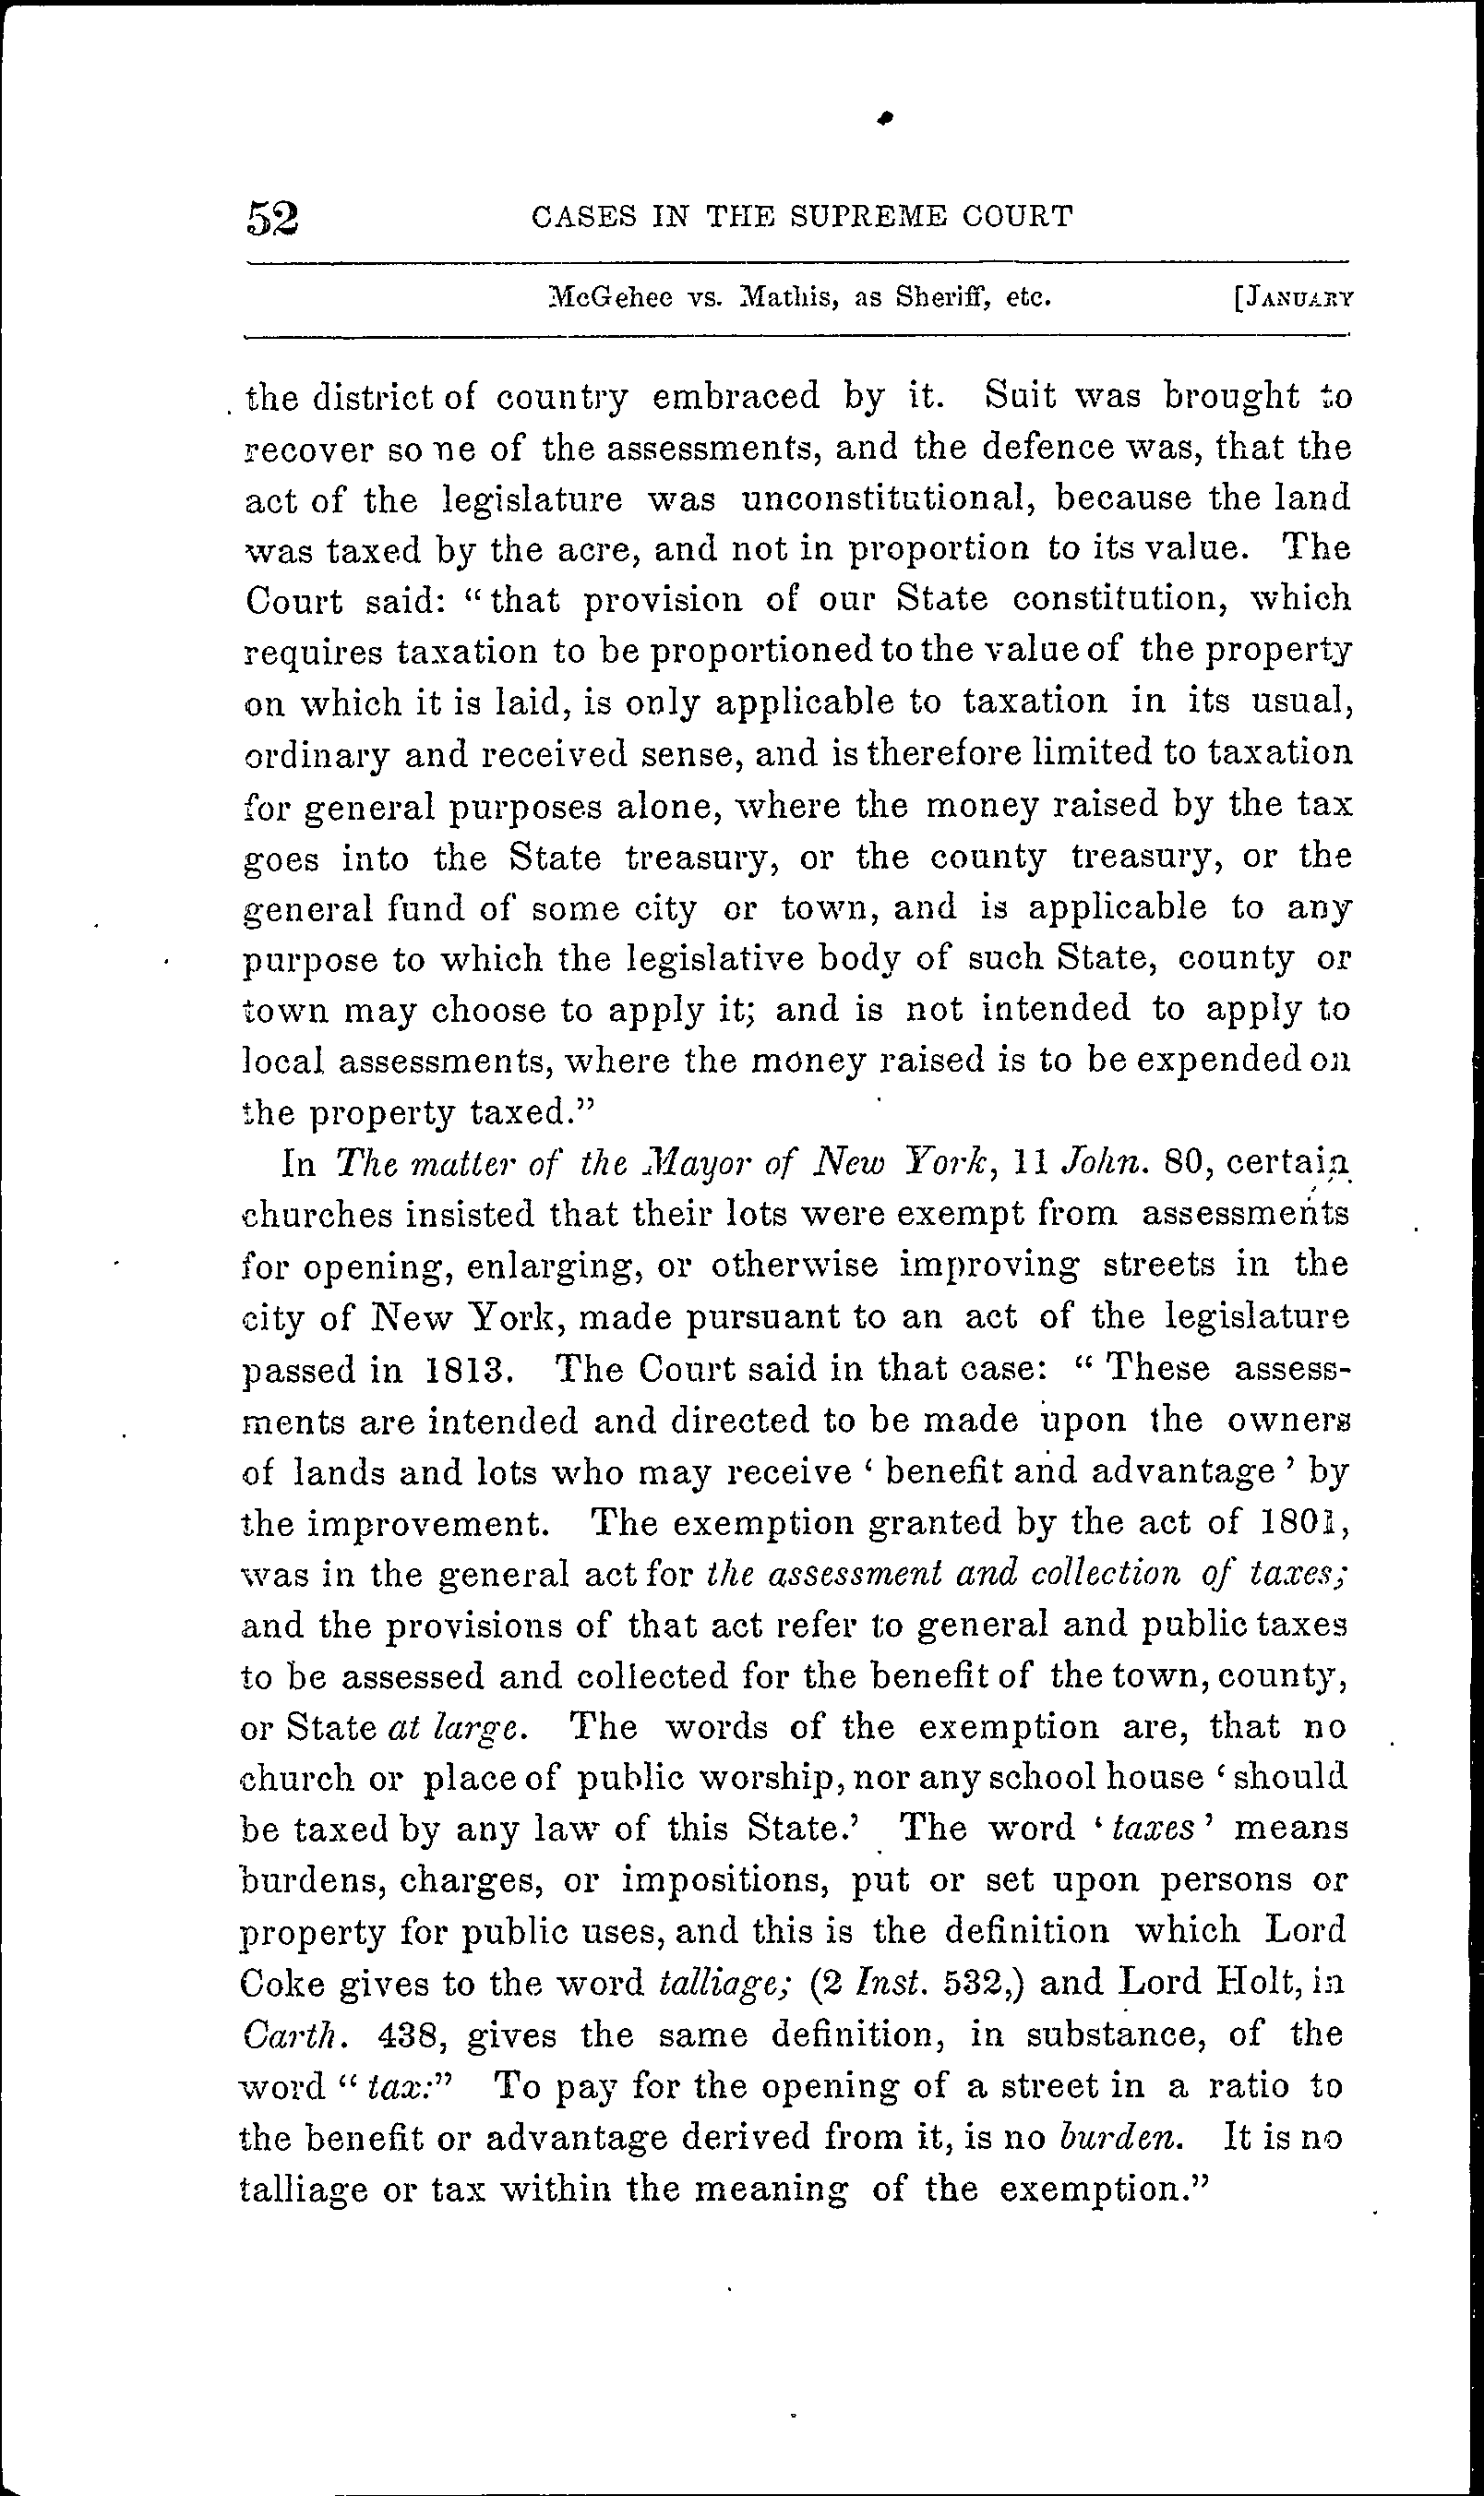 52 CASES IN THE SUPREME COURT
McGehee vs. Mathis, as Sheriff, etc. [JANUARY
the district of country embraced by it. Suit was brought to
recover some of the assessments, and the defence was, that the
act of the legislature was unconstitutional, because the land
was taxed by the acre, and not in proportion to its value. The
Court said: “that provision of our State constitution, which
requires taxation to be proportioned to the value of the property
on which it is laid, is only applicable to taxation in its usual,
ordinary and received sense, and is therefore limited to taxation
for general purposes alone, where the money raised by the tax
goes into the State treasury, or the county treasury, or the
general fund of some city or town, and is applicable to any
purpose to which the legislative body of such State, county or
town may choose to apply it; and is not intended to apply to
local assessments, where the money raised is to be expended on
the property taxed.”
In The matter of the Mayor of New York, 11 John. 80, certain
churches insisted that their lots were exempt from assessments
for opening, enlarging, or otherwise improving streets in the
city of New York, made pursuant to an act of the legislature
passed in 1813. The Court said in that case: “ These assess-
ments are intended and directed to be made upon the owners
of lands and lots who may receive ‘ benefit and advantage ’ by
the improvement. The exemption granted by the act of 1801,
was in the general act for the assessment and collection of taxes;
and the provisions of that act refer to general and public taxes
to be assessed and collected for the benefit of the town, county,
or State at large. The words of the exemption are, that no
church or place of public worship, nor any school house ‘ should
be taxed by any law of this State.’ The word ‘ taxes ’ means
burdens, charges, or impositions, put or set upon persons or
property for public uses, and this is the definition which Lord
Coke gives to the word talliage; (2 Inst. 532,) and Lord Holt, in
Carth. 438, gives the same definition, in substance, of the
word “ tax:” To pay for the opening of a street in a ratio to
the benefit or advantage derived from it, is no burden. It is no
talliage or tax within the meaning of the exemption.”